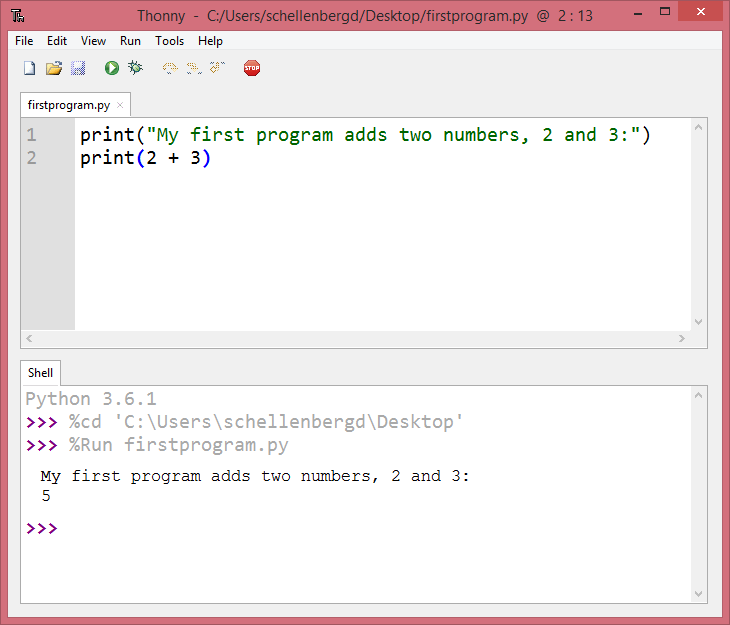 Thonny - C:/Users/schellenbergd/Desktop/firstprogram.py @ 2:13
File Edit View Run Tools Help
STOP
firstprogram.py ×
1 print("My first program adds two numbers, 2 and 3:")
2 print(2 + 3)
Shell
Python 3.6.1
>>> %cd 'C:\Users\schellenbergd\Desktop'
>>> %Run firstprogram.py
My first program adds two numbers, 2 and 3:
5
>>>